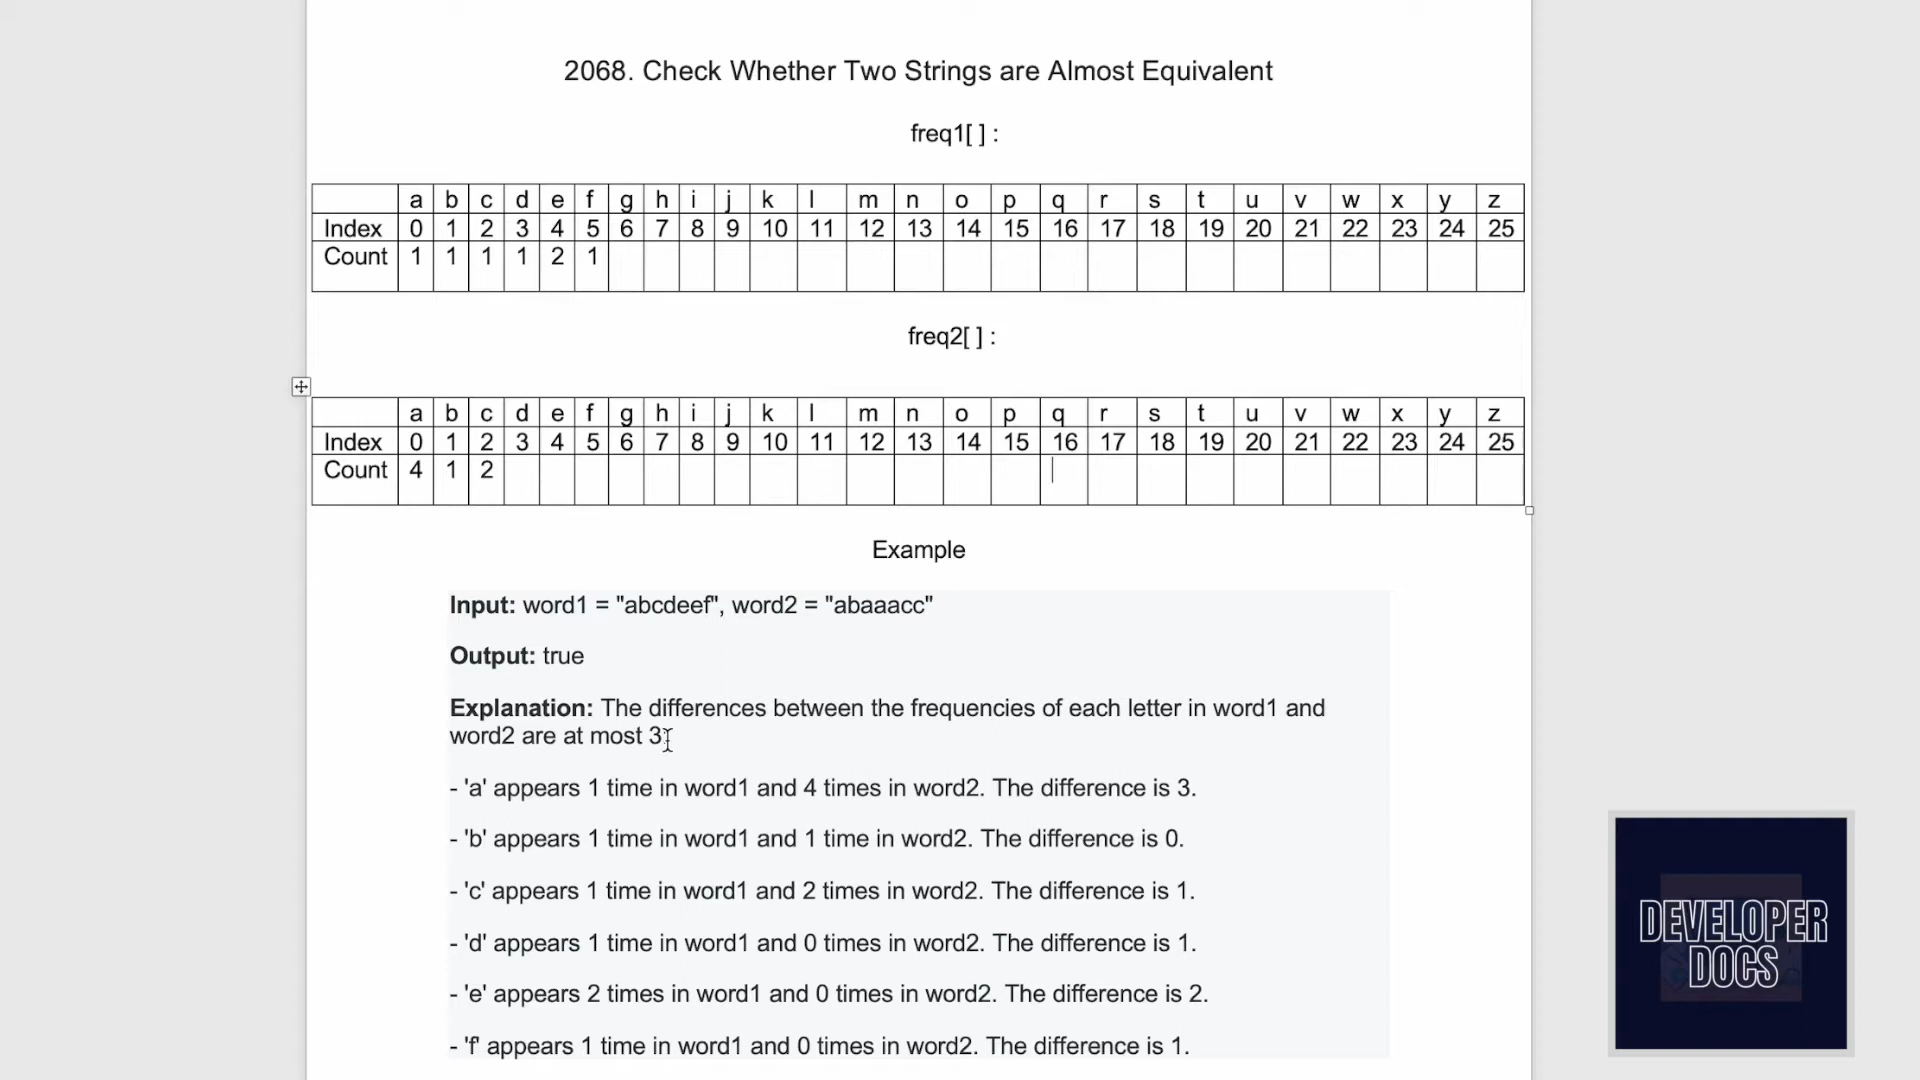 2068. Check Whether Two Strings are Almost Equivalent
freq1[ ] :
a b c d e f g h i j k l m n o p q r s t u v w x y z
Index 0 1 2 3 4 5 6 7 8 9 10 11 12 13 14 15 16 17 18 19 20 21 22 23 24 25
Count 1 1 1 1 2 1
freq2[ ] :
a b c d e f g h i j k l m n o p q r s t u v w x y z
Index 0 1 2 3 4 5 6 7 8 9 10 11 12 13 14 15 16 17 18 19 20 21 22 23 24 25
Count 4 1 2
Example
Input: word1 = "abcdeef", word2 = "abaaacc"
Output: true
Explanation: The differences between the frequencies of each letter in word1 and
word2 are at most 3:
- 'a' appears 1 time in word1 and 4 times in word2. The difference is 3.
- 'b' appears 1 time in word1 and 1 time in word2. The difference is 0.
- 'c' appears 1 time in word1 and 2 times in word2. The difference is 1.
- 'd' appears 1 time in word1 and 0 times in word2. The difference is 1.
- 'e' appears 2 times in word1 and 0 times in word2. The difference is 2.
- 'f' appears 1 time in word1 and 0 times in word2. The difference is 1.
DEVELOPER
DOCS